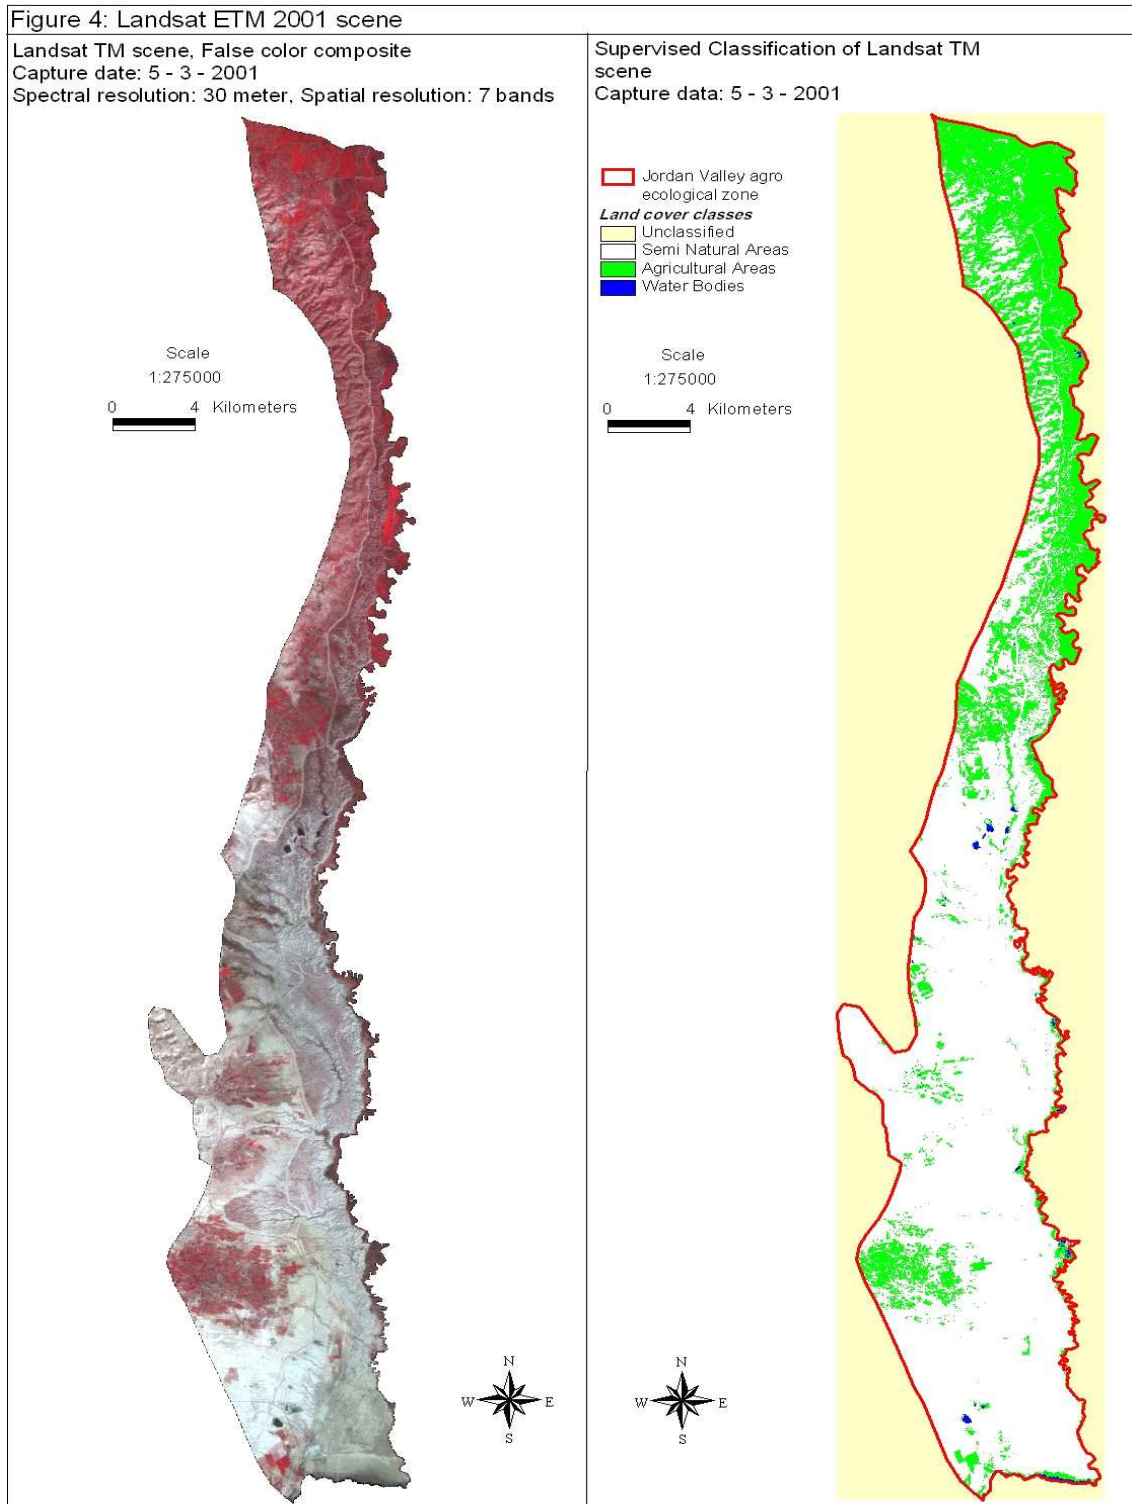 Figure 4: Landsat ETM 2001 scene
Landsat TM scene, False color composite
Capture date: 5 - 3 - 2001
Spectral resolution: 30 meter, Spatial resolution: 7 bands
Scale
1:275000
0 4 Kilometers
N
W E
S
Supervised Classification of Landsat TM
scene
Capture data: 5 - 3 - 2001
Jordan Valley agro
ecological zone
Land cover classes
Unclassified
Semi Natural Areas
Agricultural Areas
Water Bodies
Scale
1:275000
0 4 Kilometers
N
W E
S